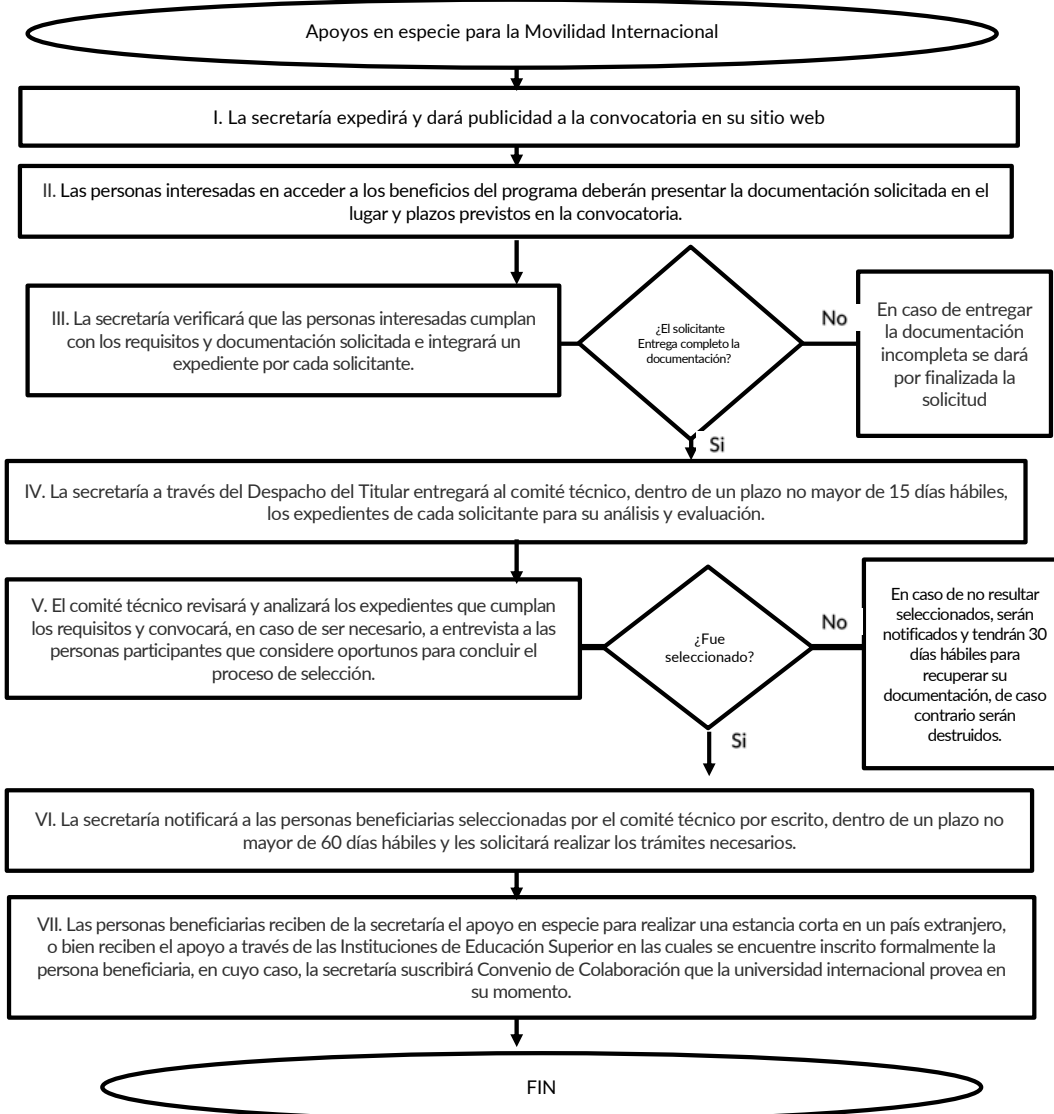 Apoyos en especie para la Movilidad Internacional
I. La secretaría expedirá y dará publicidad a la convocatoria en su sitio web
II. Las personas interesadas en acceder a los beneficios del programa deberán presentar la documentación solicitada en el
lugar y plazos previstos en la convocatoria.
III. La secretaría verificará que las personas interesadas cumplan
con los requisitos y documentación solicitada e integrará un
expediente por cada solicitante.
¿El solicitante
Entrega completo la
documentación?
No
En caso de entregar
la documentación
incompleta se dará
por finalizada la
solicitud
Si
IV. La secretaría a través del Despacho del Titular entregará al comité técnico, dentro de un plazo no mayor de 15 días hábiles,
los expedientes de cada solicitante para su análisis y evaluación.
V. El comité técnico revisará y analizará los expedientes que cumplan
los requisitos y convocará, en caso de ser necesario, a entrevista a las
personas participantes que considere oportunos para concluir el
proceso de selección.
¿Fue
seleccionado?
No
En caso de no resultar
seleccionados, serán
notificados y tendrán 30
días hábiles para
recuperar su
documentación, de caso
contrario serán
destruidos.
Si
VI. La secretaría notificará a las personas beneficiarias seleccionadas por el comité técnico por escrito, dentro de un plazo no
mayor de 60 días hábiles y les solicitará realizar los trámites necesarios.
VII. Las personas beneficiarias reciben de la secretaría el apoyo en especie para realizar una estancia corta en un país extranjero,
o bien reciben el apoyo a través de las Instituciones de Educación Superior en las cuales se encuentre inscrito formalmente la
persona beneficiaria, en cuyo caso, la secretaría suscribirá Convenio de Colaboración que la universidad internacional provea en
su momento.
FIN